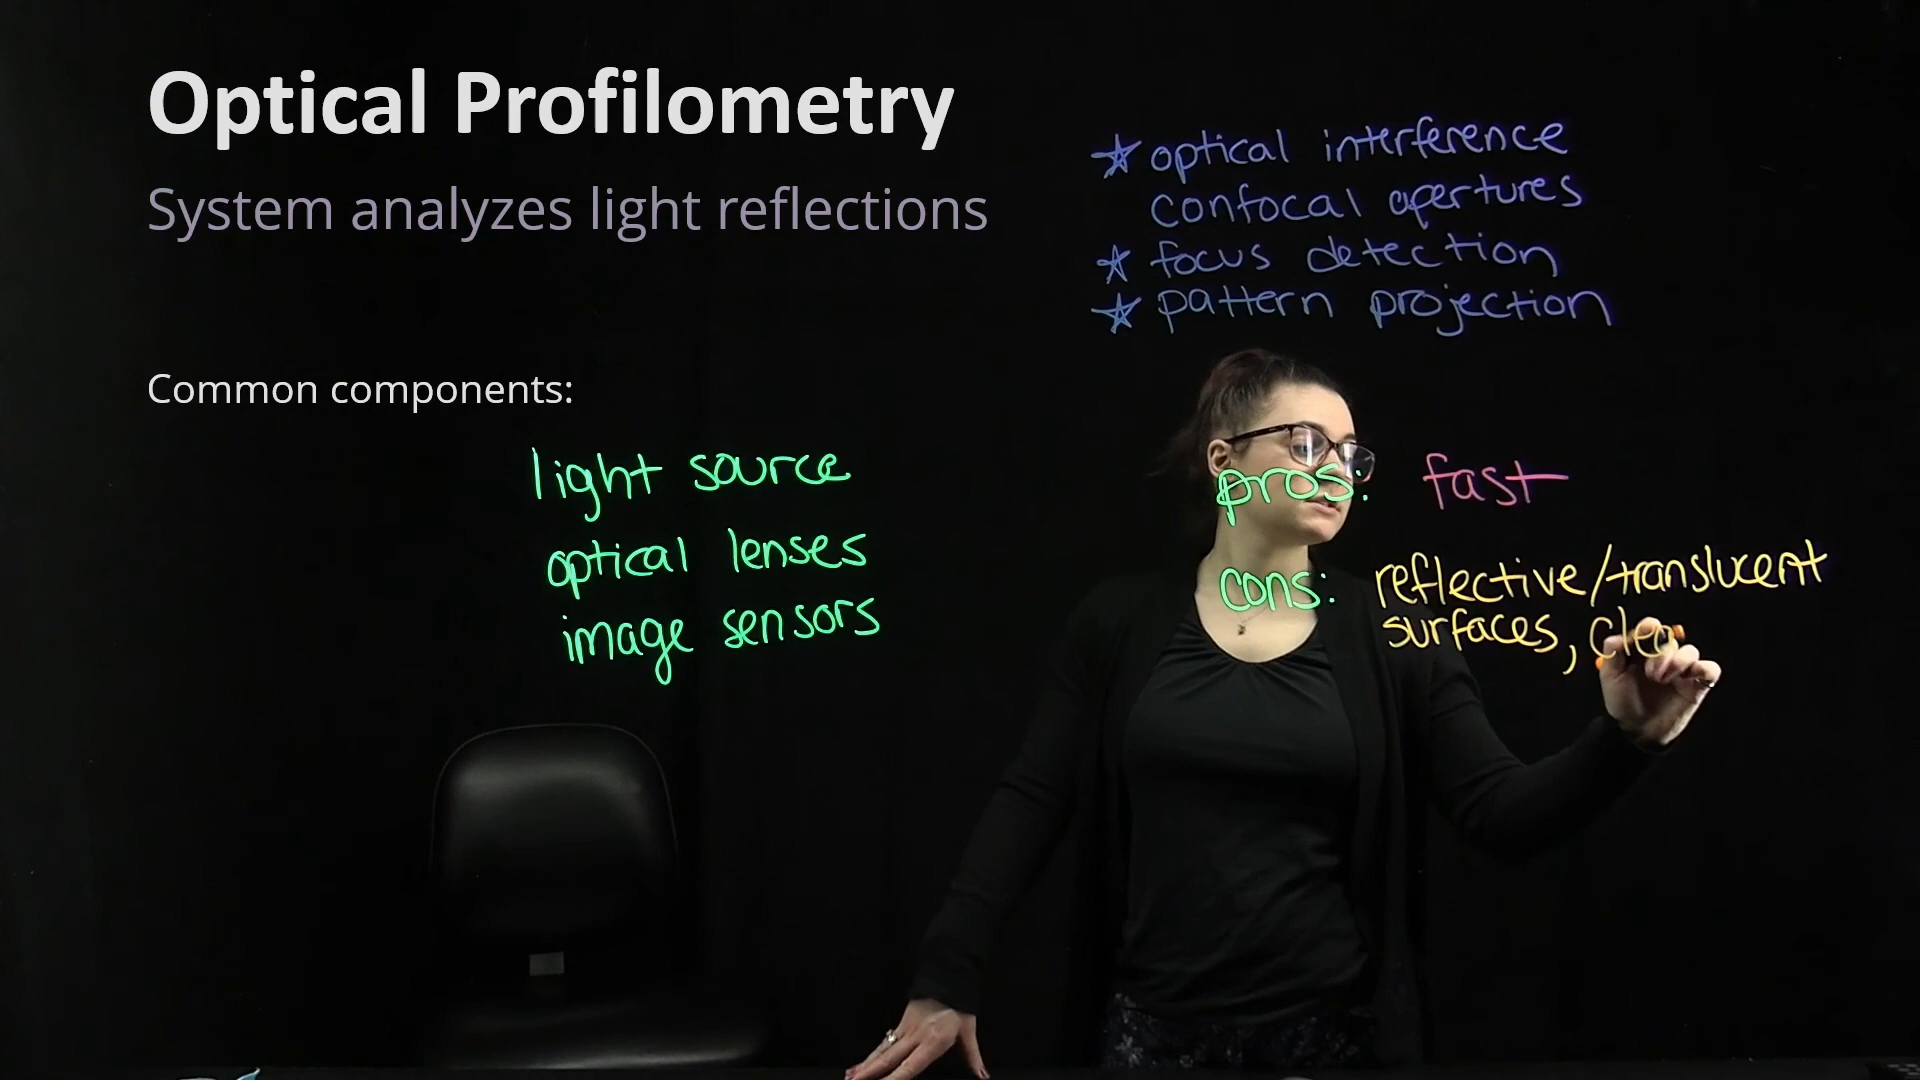 Optical Profilometry
System analyzes light reflections
Common components:
light source
optical lenses
image sensors
★ optical interference
confocal apertures
★ focus detection
★ pattern projection
pros: fast
cons: reflective/translucent
surfaces, clea